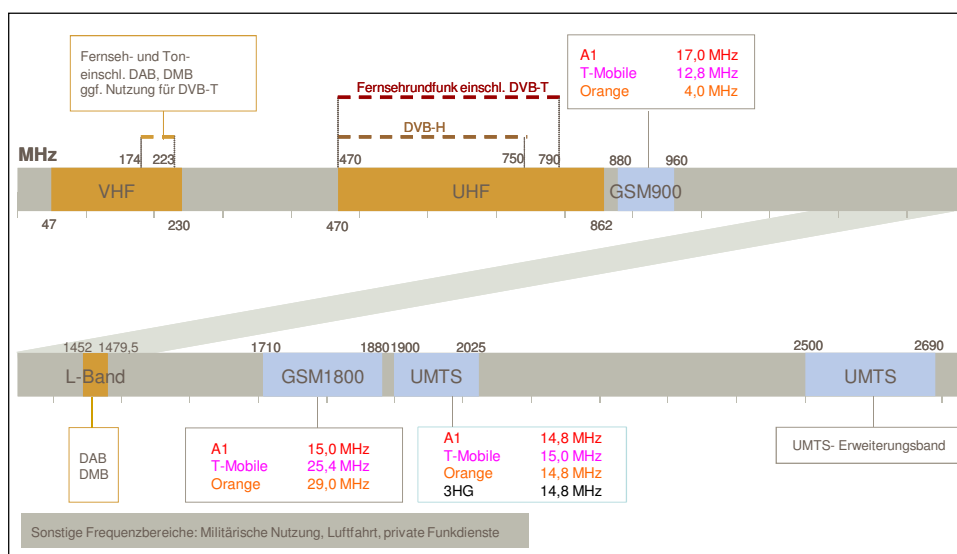 Fernseh- und Ton-
einschl. DAB, DMB
ggf. Nutzung für DVB-T
Fernsehrundfunk einschl. DVB-T
DVB-H
A1 17,0 MHz
T-Mobile 12,8 MHz
Orange 4,0 MHz
MHz
174 223 470 750 790 880 960
VHF UHF GSM900
47 230 470 862
1452 1479,5 1710 1880 1900 2025 2500 2690
L-Band GSM1800 UMTS UMTS
DAB
DMB
A1 15,0 MHz
T-Mobile 25,4 MHz
Orange 29,0 MHz
A1 14,8 MHz
T-Mobile 15,0 MHz
Orange 14,8 MHz
3HG 14,8 MHz
UMTS- Erweiterungsband
Sonstige Frequenzbereiche: Militärische Nutzung, Luftfahrt, private Funkdienste